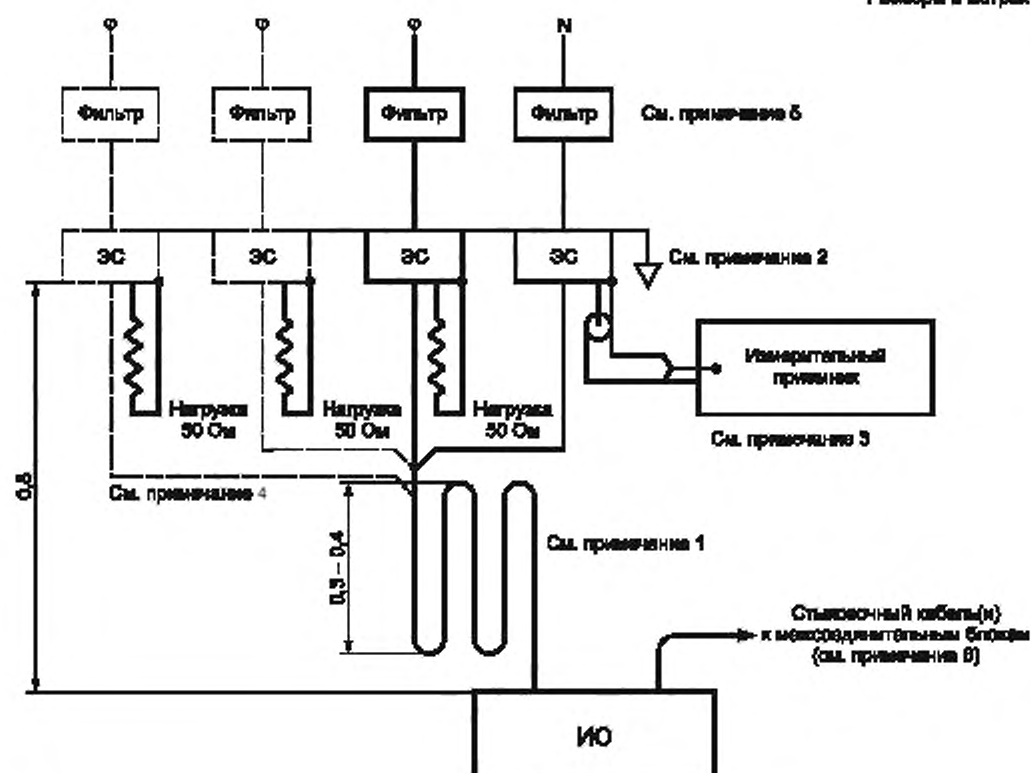 Ф Ф Ф N
Фильтр Фильтр Фильтр Фильтр См. примечание 5
ЭС ЭС ЭС ЭС См. примечание 2
Измерительный
приемник
Нагрузка Нагрузка Нагрузка
50 Ом 50 Ом 50 Ом
См. примечание 3
0,8
См. примечание 4
0,3 – 0,4
См. примечание 1
Стыковочный кабель(и)
к межсоединительным блокам
(см. примечание 6)
ИО